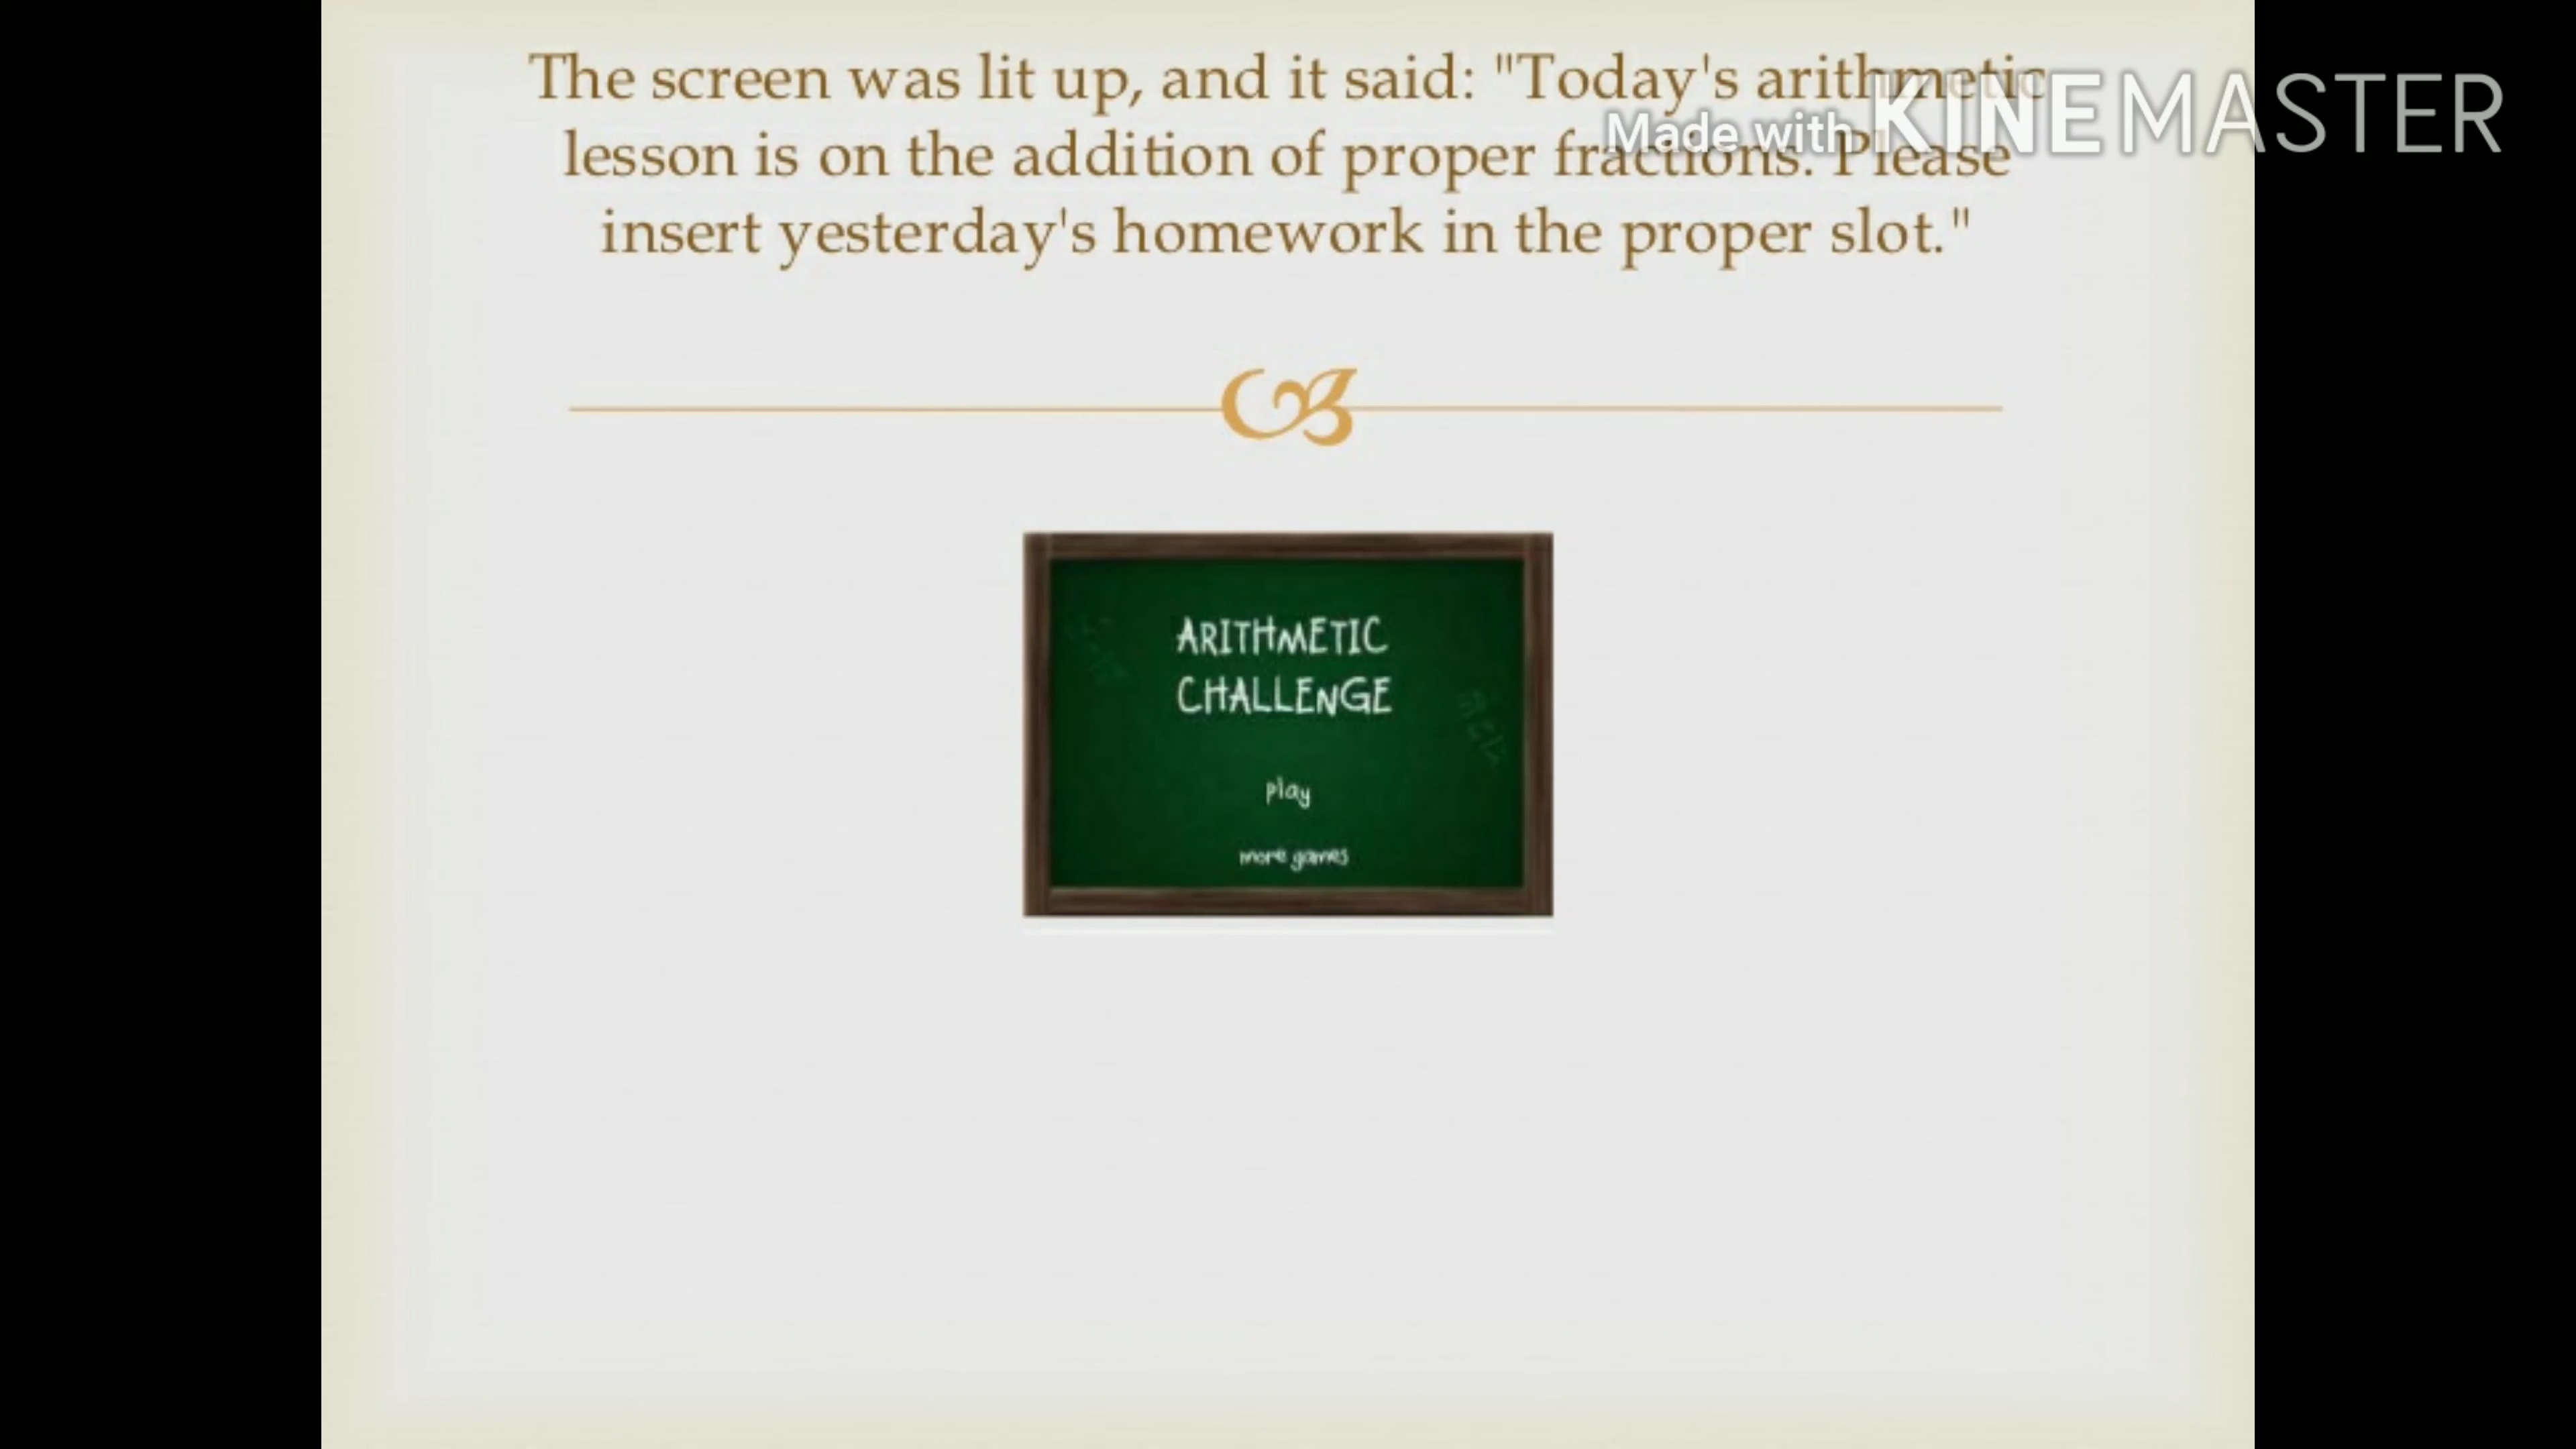 The screen was lit up, and it said: "Today's arithmetic
lesson is on the addition of proper fractions. Please
insert yesterday's homework in the proper slot."
Made with KINEMASTER
ARITHMETIC
CHALLENGE
play
more games